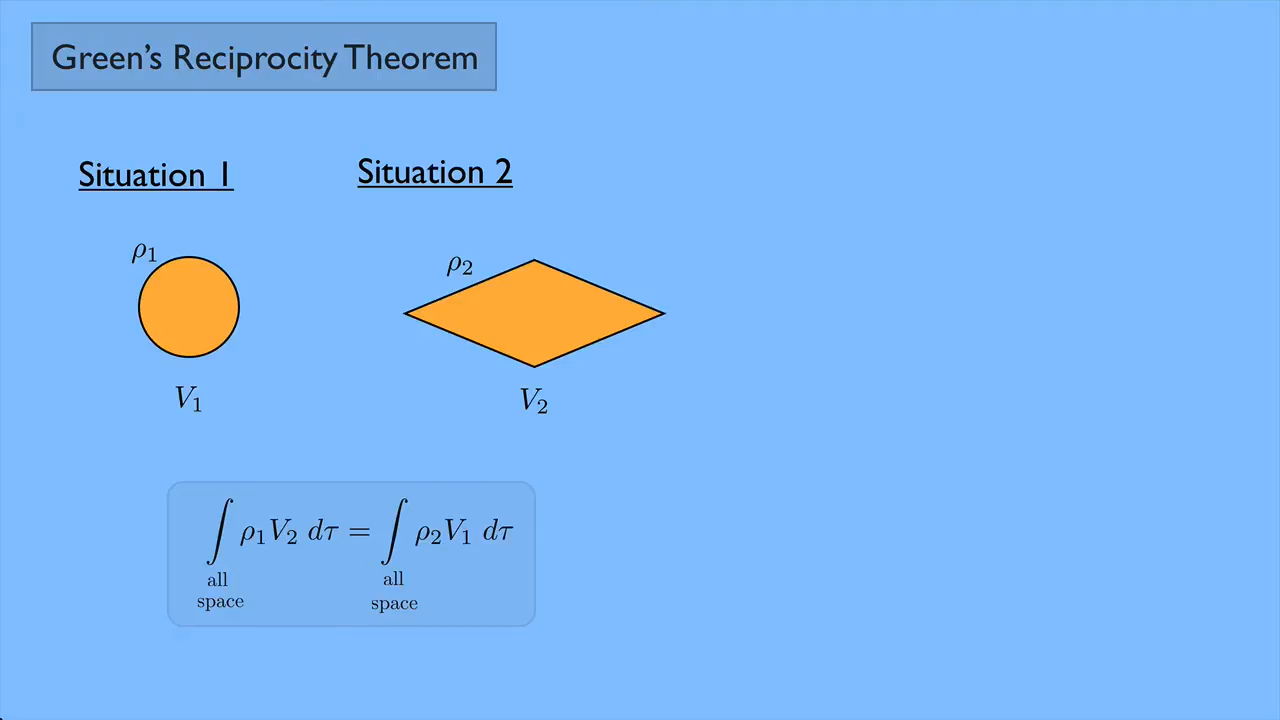 Green's Reciprocity Theorem
Situation 1
Situation 2
ρ₁
ρ₂
V₁
V₂
∫ ρ₁V₂ dτ = ∫ ρ₂V₁ dτ
all space
all space